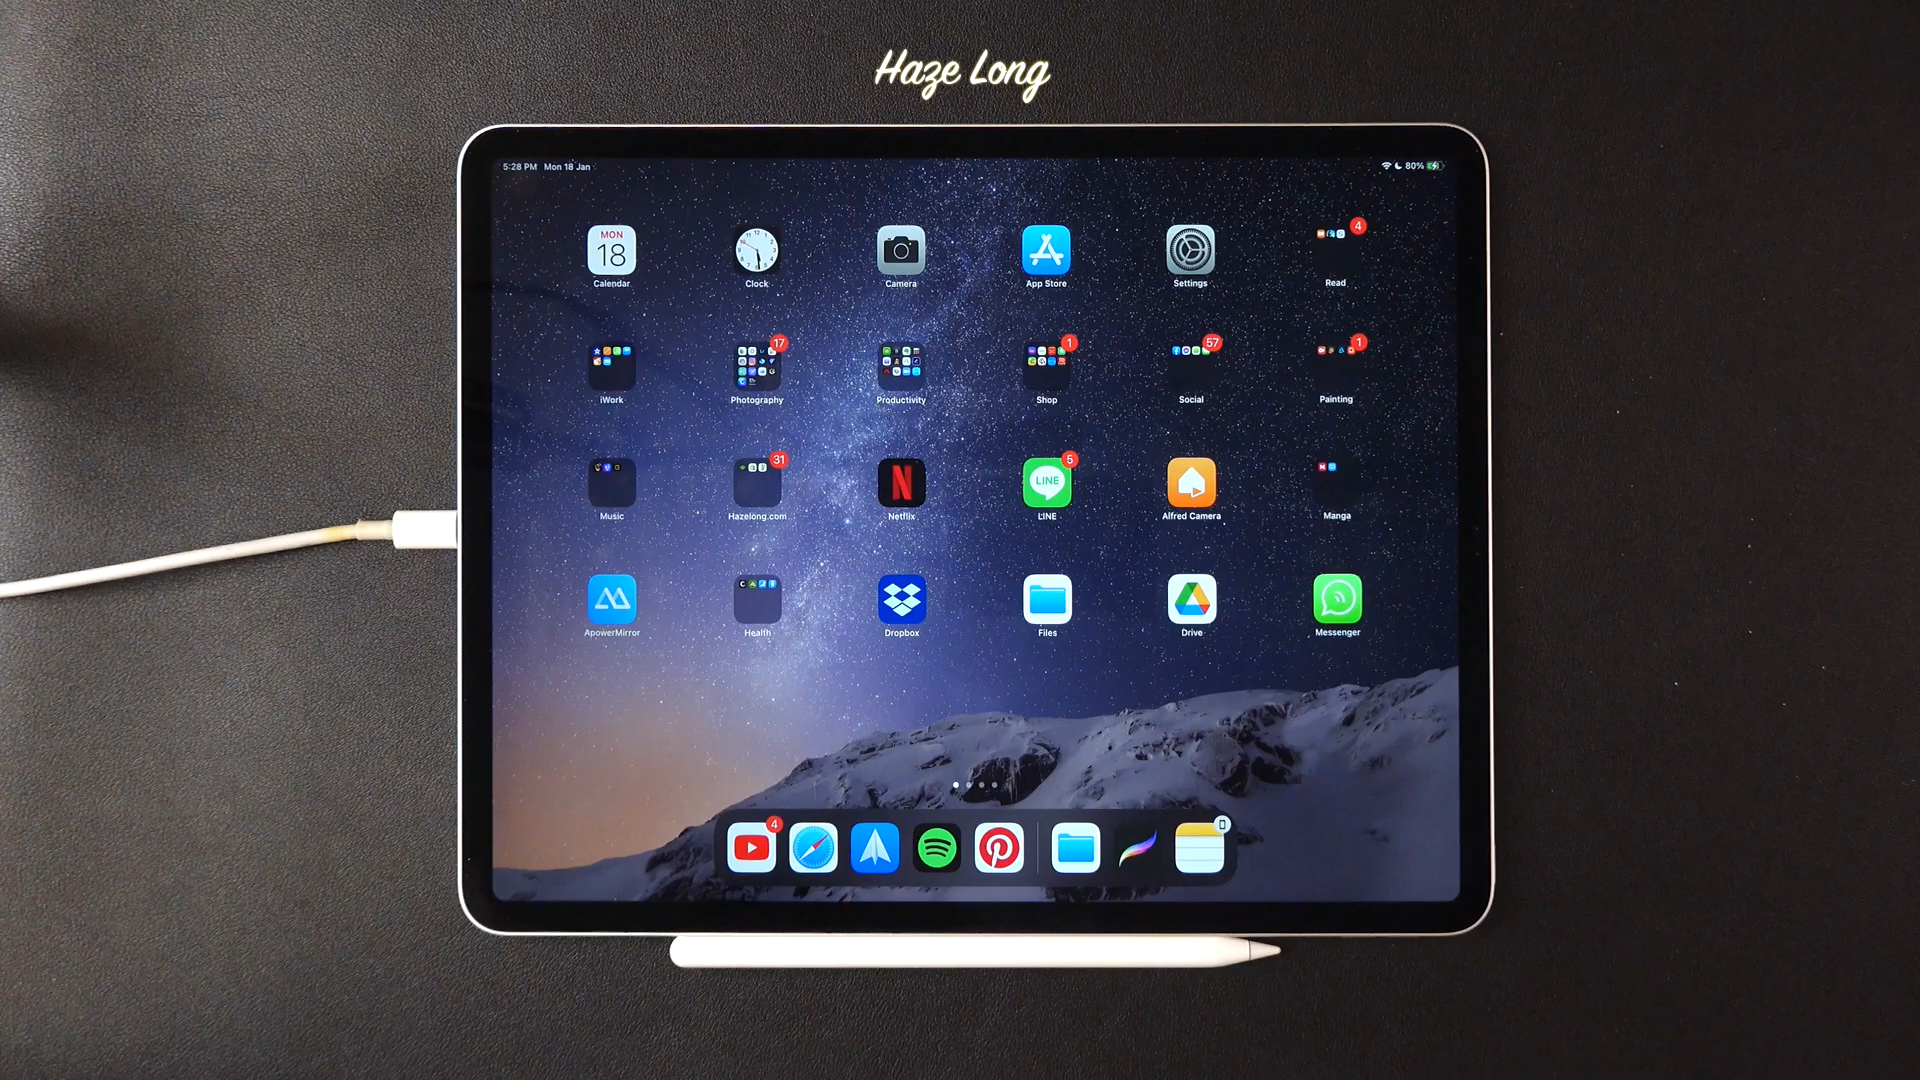 Haze Long
5:28 PM Mon 18 Jan
80%
MON
18
4
Calendar
Clock
Camera
App Store
Settings
Read
17
1
57
1
iWork
Photography
Productivity
Shop
Social
Painting
31
N
LINE
5
Music
Hazelong.com
Netflix
LINE
Alfred Camera
Manga
ApowerMirror
Health
Dropbox
Files
Drive
Messenger
4